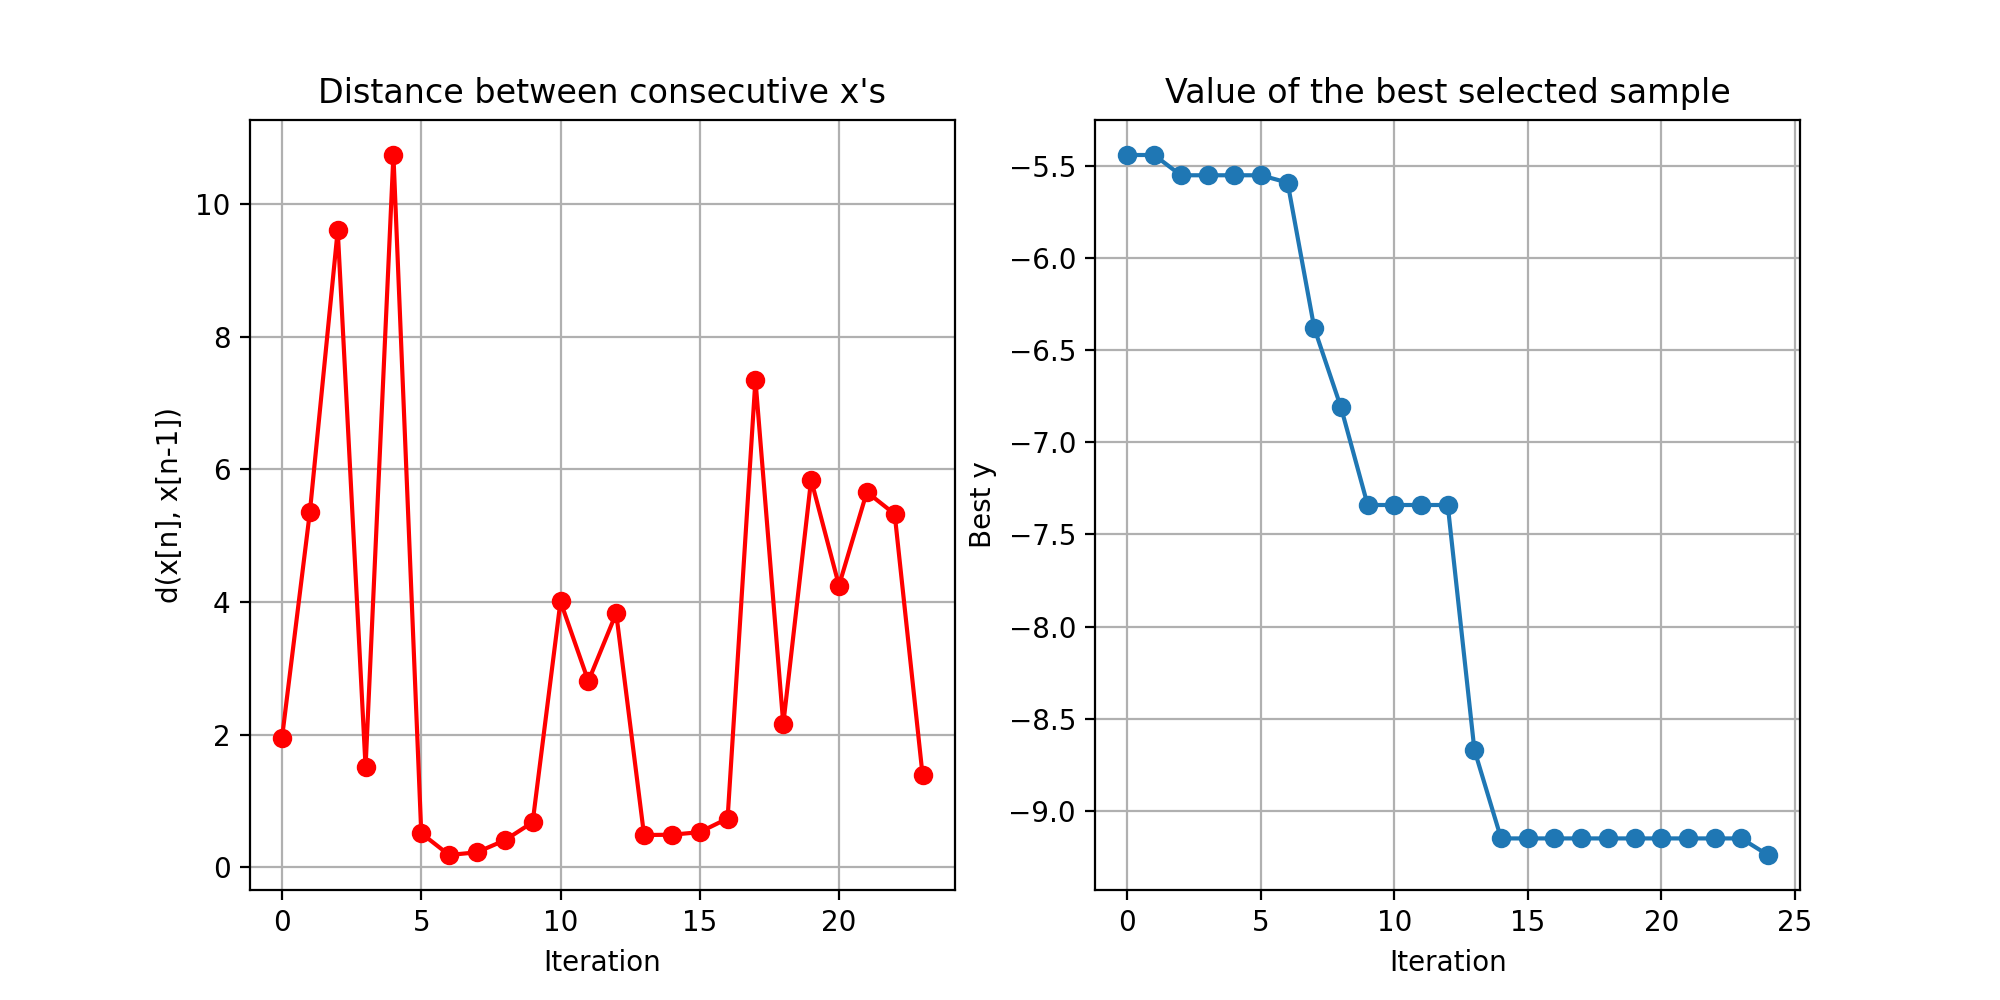 Distance between consecutive x's
d(x[n], x[n-1])
10
8
6
4
2
0
0 5 10 15 20
Iteration
Value of the best selected sample
Best y
−5.5
−6.0
−6.5
−7.0
−7.5
−8.0
−8.5
−9.0
0 5 10 15 20 25
Iteration